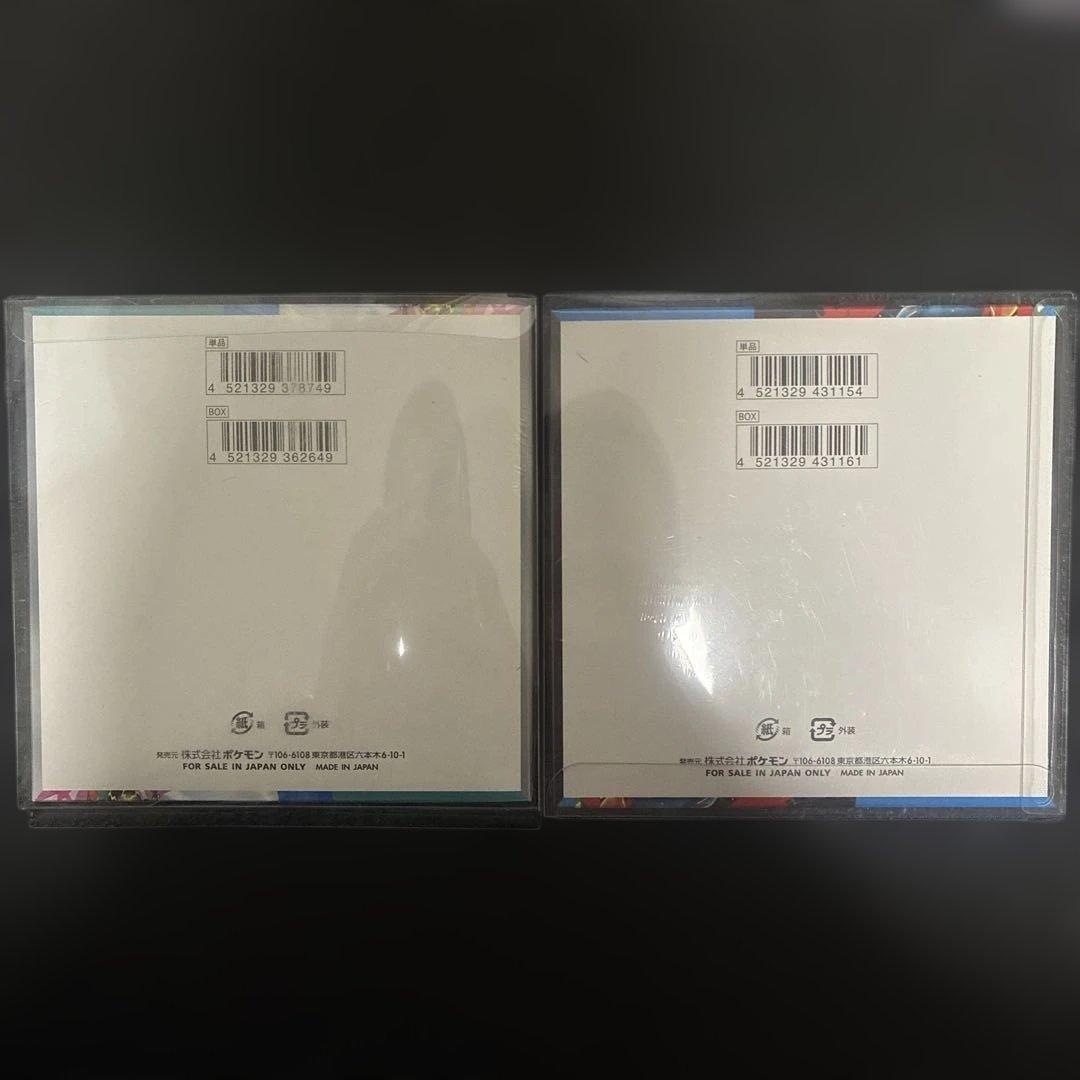 単品
4 521329 378749
BOX
4 521329 362649
紙 箱 プラ 外装
発売元 株式会社ポケモン 〒106-6108 東京都港区六本木6-10-1
FOR SALE IN JAPAN ONLY MADE IN JAPAN
単品
4 521329 431154
BOX
4 521329 431161
紙 箱 プラ 外装
発売元 株式会社ポケモン 〒106-6108 東京都港区六本木6-10-1
FOR SALE IN JAPAN ONLY MADE IN JAPAN